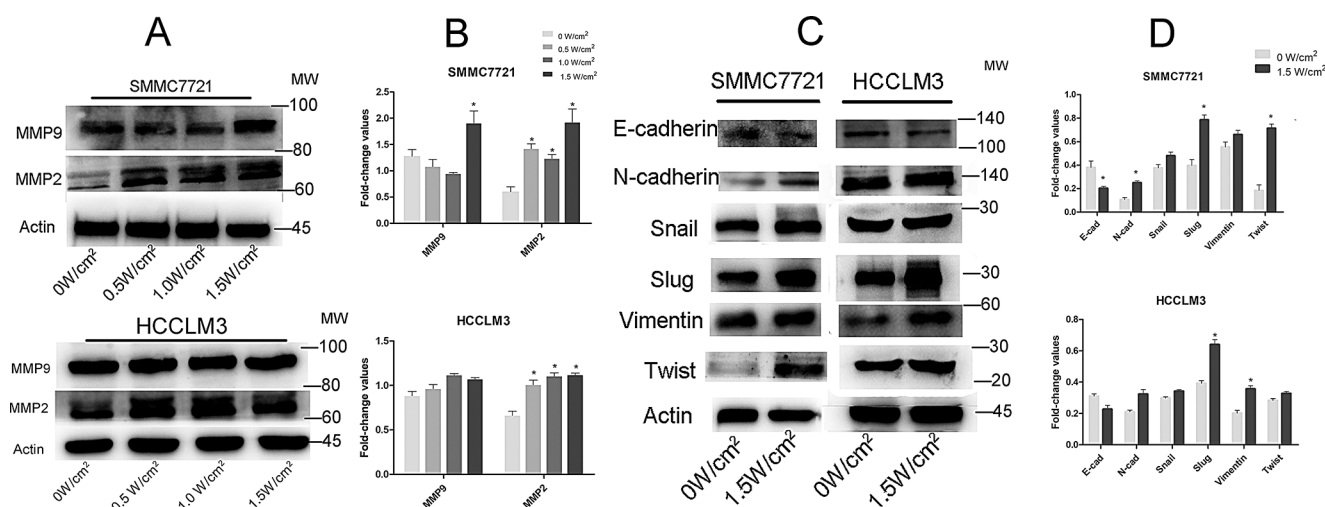 A
SMMC7721
MW
MMP9
100
80
MMP2
60
Actin
45
0W/cm²
0.5W/cm²
1.0W/cm²
1.5W/cm²
HCCLM3
MW
100
MMP9
80
MMP2
60
Actin
45
0W/cm²
0.5 W/cm²
1.0 W/cm²
1.5W/cm²
B
0 W/cm²
0.5 W/cm²
1.0 W/cm²
1.5 W/cm²
SMMC7721
Fold-change values
2.5
2.0
1.5
1.0
0.5
0.0
* * * *
MMP9
MMP2
HCCLM3
Fold-change values
1.5
1.0
0.5
0.0
* * *
MMP9
MMP2
C
SMMC7721
HCCLM3
MW
E-cadherin
140
100
N-cadherin
140
Snail
30
Slug
30
Vimentin
60
Twist
30
20
Actin
45
0W/cm²
1.5W/cm²
0W/cm²
1.5W/cm²
D
0 W/cm²
1.5 W/cm²
SMMC7721
Fold-change values
1.0
0.8
0.6
0.4
0.2
0.0
* * * *
E-cad
N-cad
Snail
Slug
Vimentin
Twist
HCCLM3
Fold-change values
0.8
0.6
0.4
0.2
0.0
* *
E-cad
N-cad
Snail
Slug
Vimentin
Twist